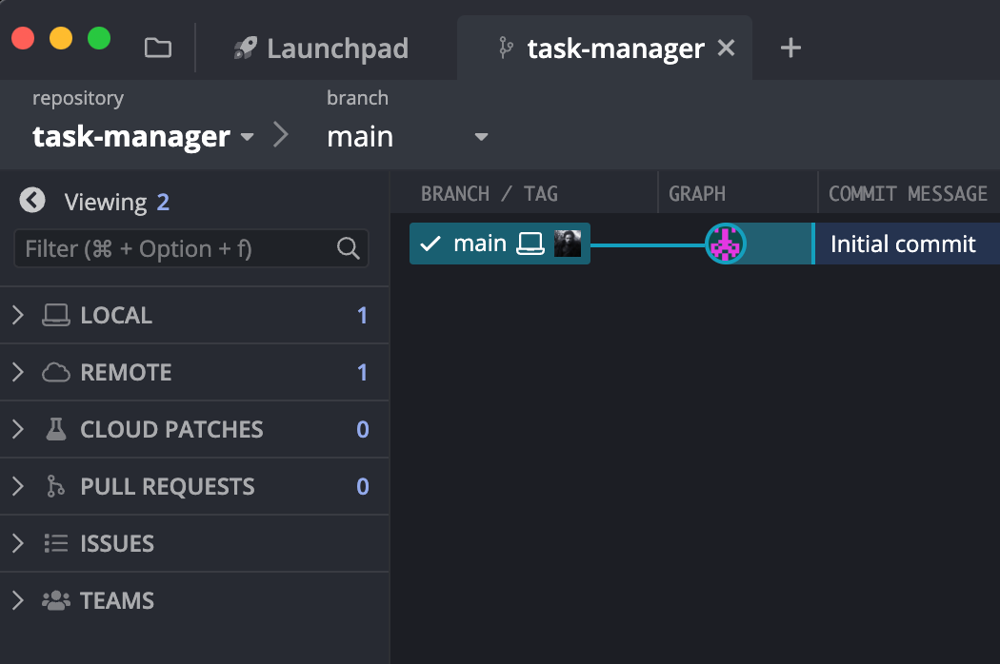 Launchpad
task-manager
repository
branch
task-manager
main
Viewing 2
Filter (⌘ + Option + f)
LOCAL 1
REMOTE 1
CLOUD PATCHES 0
PULL REQUESTS 0
ISSUES
TEAMS
BRANCH / TAG GRAPH COMMIT MESSAGE
main Initial commit